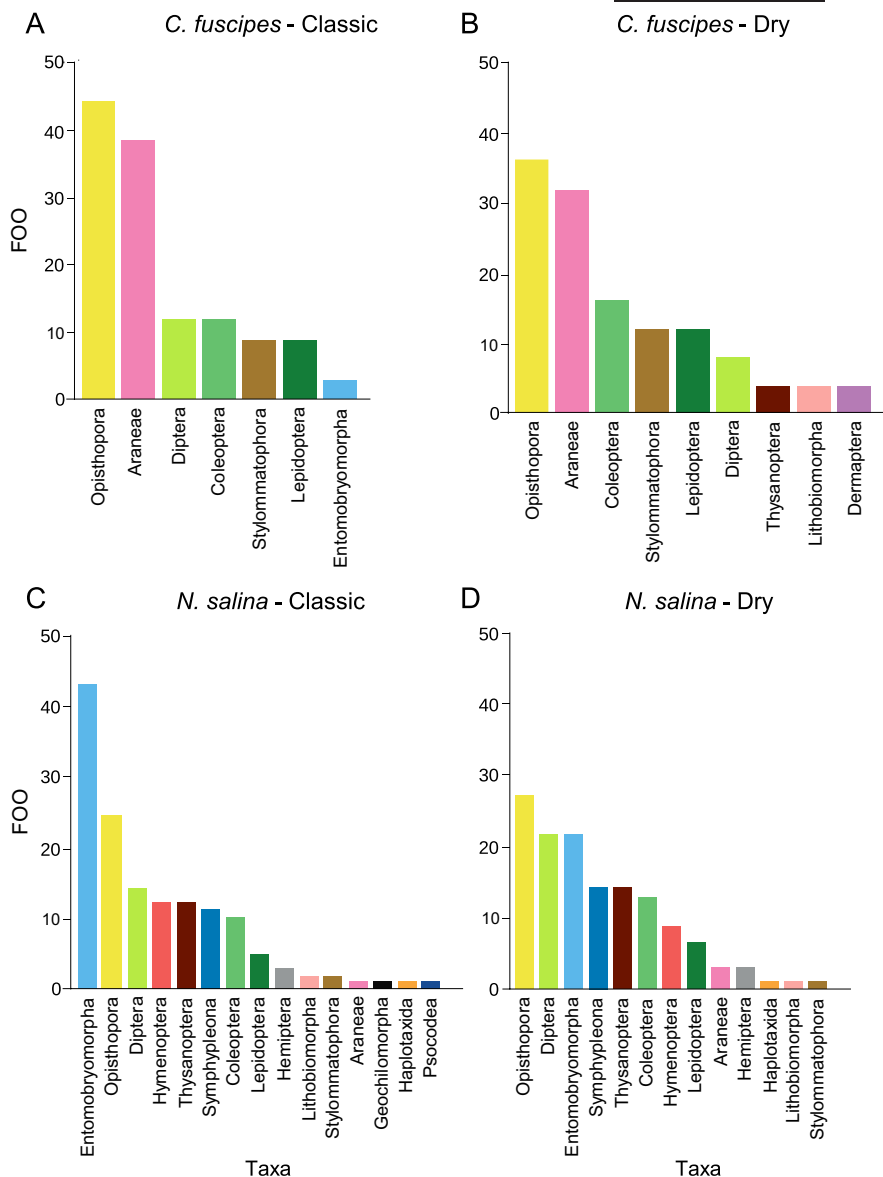 A
C. fuscipes - Classic
50
40
30
20
10
0
FOO
Opisthopora
Araneae
Diptera
Coleoptera
Stylommatophora
Lepidoptera
Entomobryomorpha
B
C. fuscipes - Dry
50
40
30
20
10
0
Opisthopora
Araneae
Coleoptera
Stylommatophora
Lepidoptera
Diptera
Thysanoptera
Lithobiomorpha
Dermaptera
C
N. salina - Classic
50
40
30
20
10
0
FOO
Entomobryomorpha
Opisthopora
Diptera
Hymenoptera
Thysanoptera
Symphypleona
Coleoptera
Lepidoptera
Hemiptera
Lithobiomorpha
Stylommatophora
Araneae
Geochilomorpha
Haplotaxida
Psocodea
Taxa
D
N. salina - Dry
50
40
30
20
10
0
Opisthopora
Diptera
Entomobryomorpha
Symphypleona
Thysanoptera
Coleoptera
Hymenoptera
Lepidoptera
Araneae
Hemiptera
Haplotaxida
Lithobiomorpha
Stylommatophora
Taxa